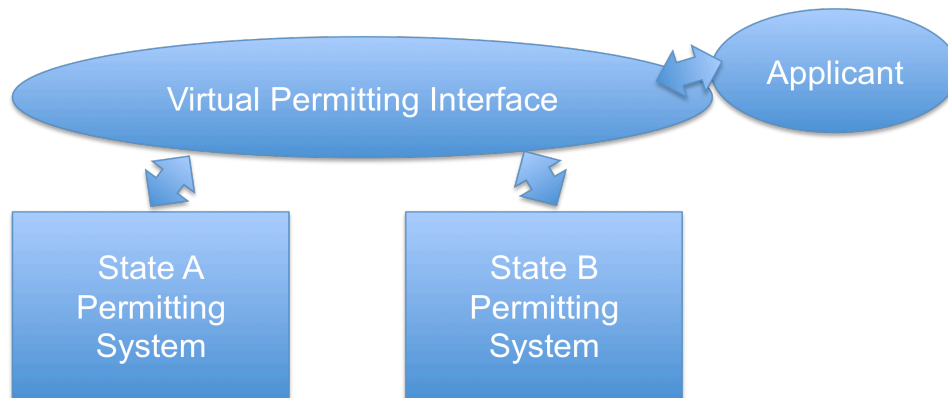 Virtual Permitting Interface
Applicant
State A
Permitting
System
State B
Permitting
System